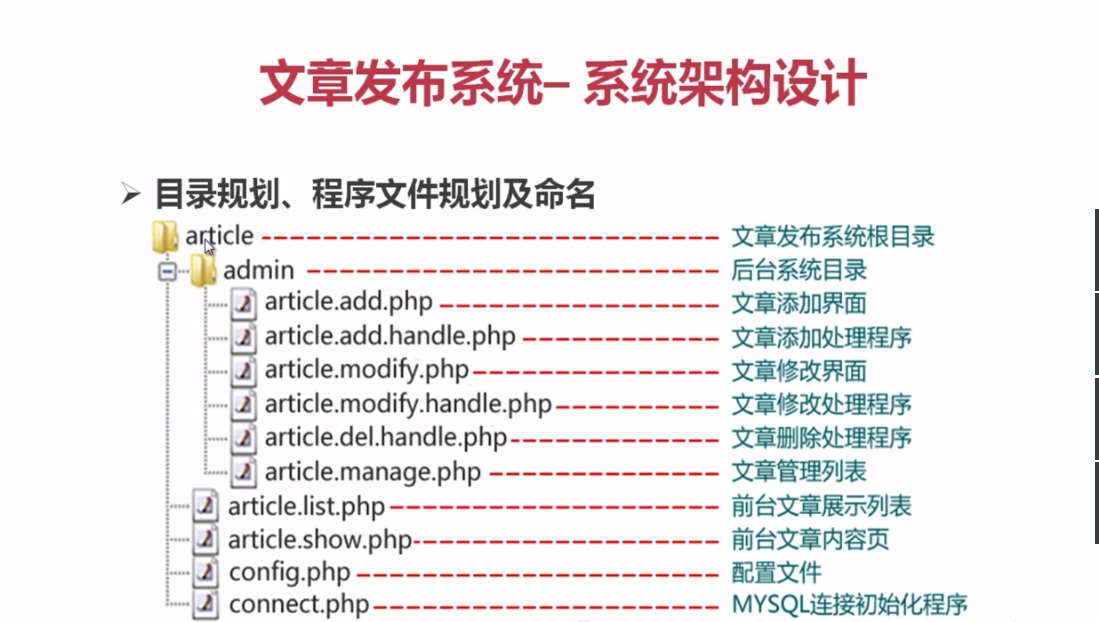 文章发布系统– 系统架构设计
目录规划、程序文件规划及命名
article 文章发布系统根目录
admin 后台系统目录
article.add.php 文章添加界面
article.add.handle.php 文章添加处理程序
article.modify.php 文章修改界面
article.modify.handle.php 文章修改处理程序
article.del.handle.php 文章删除处理程序
article.manage.php 文章管理列表
article.list.php 前台文章展示列表
article.show.php 前台文章内容页
config.php 配置文件
connect.php MYSQL连接初始化程序